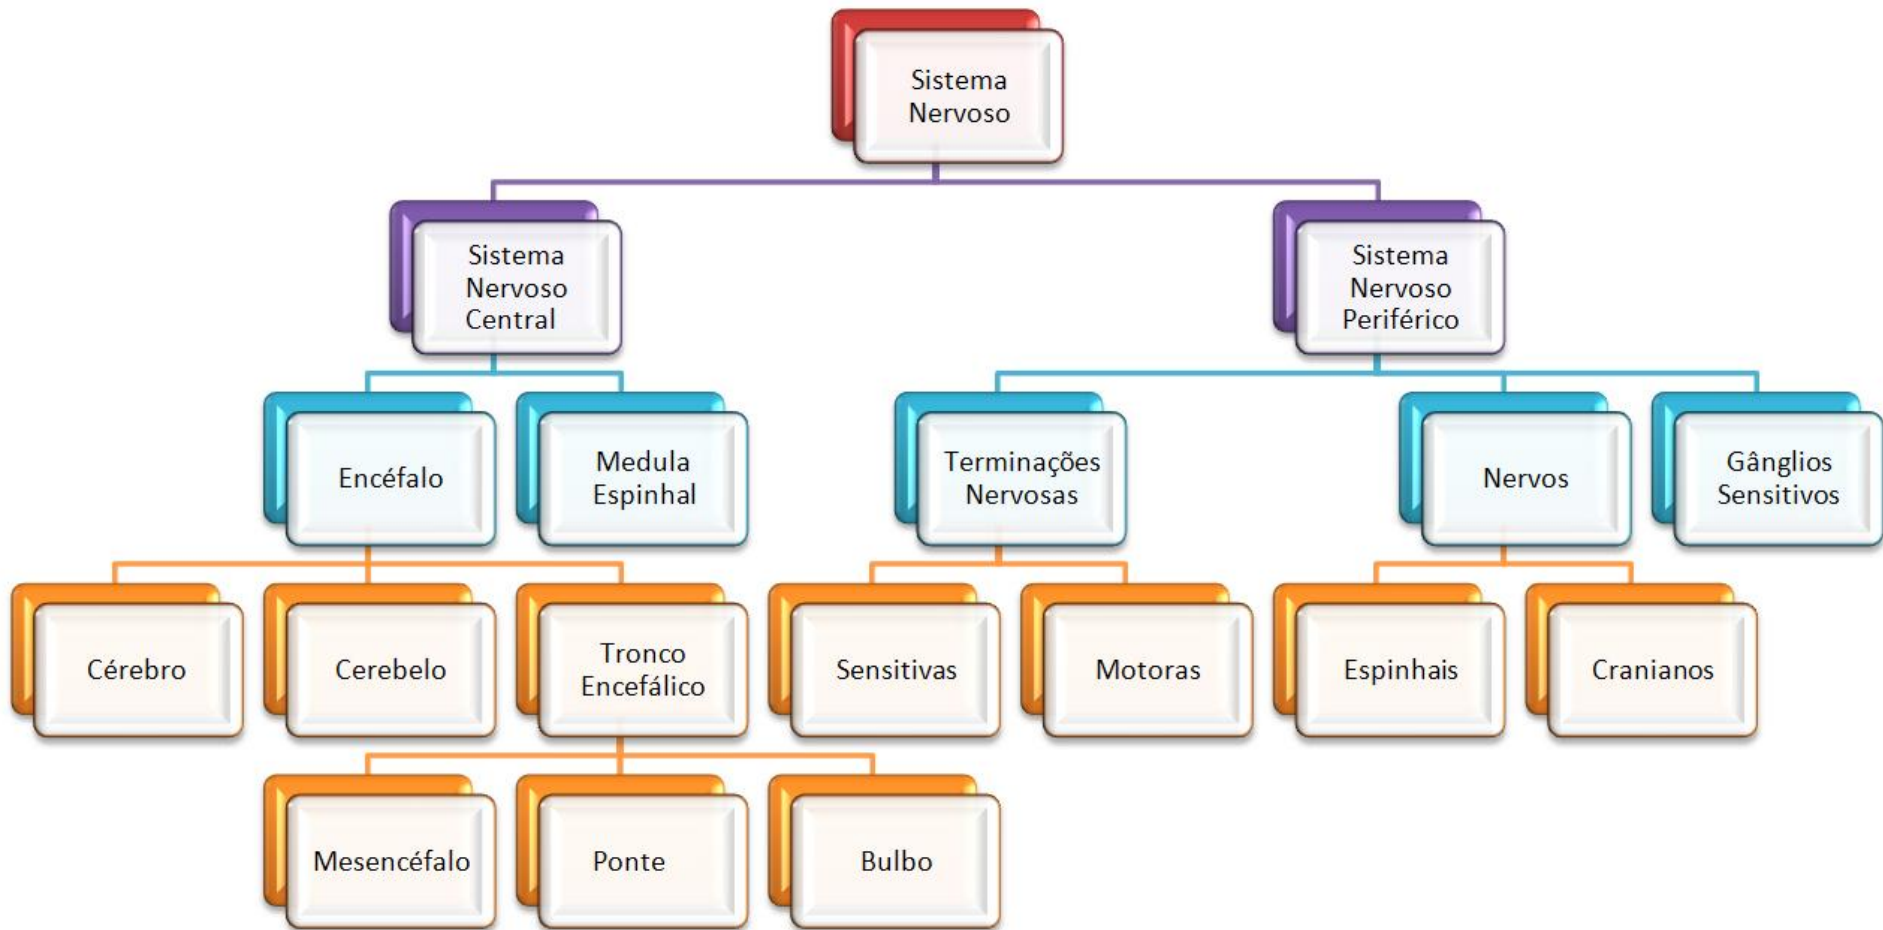 Sistema
Nervoso
Sistema
Nervoso
Central
Sistema
Nervoso
Periférico
Encéfalo
Medula
Espinhal
Terminações
Nervosas
Nervos
Gânglios
Sensitivos
Cérebro
Cerebelo
Tronco
Encefálico
Sensitivas
Motoras
Espinhais
Cranianos
Mesencéfalo
Ponte
Bulbo